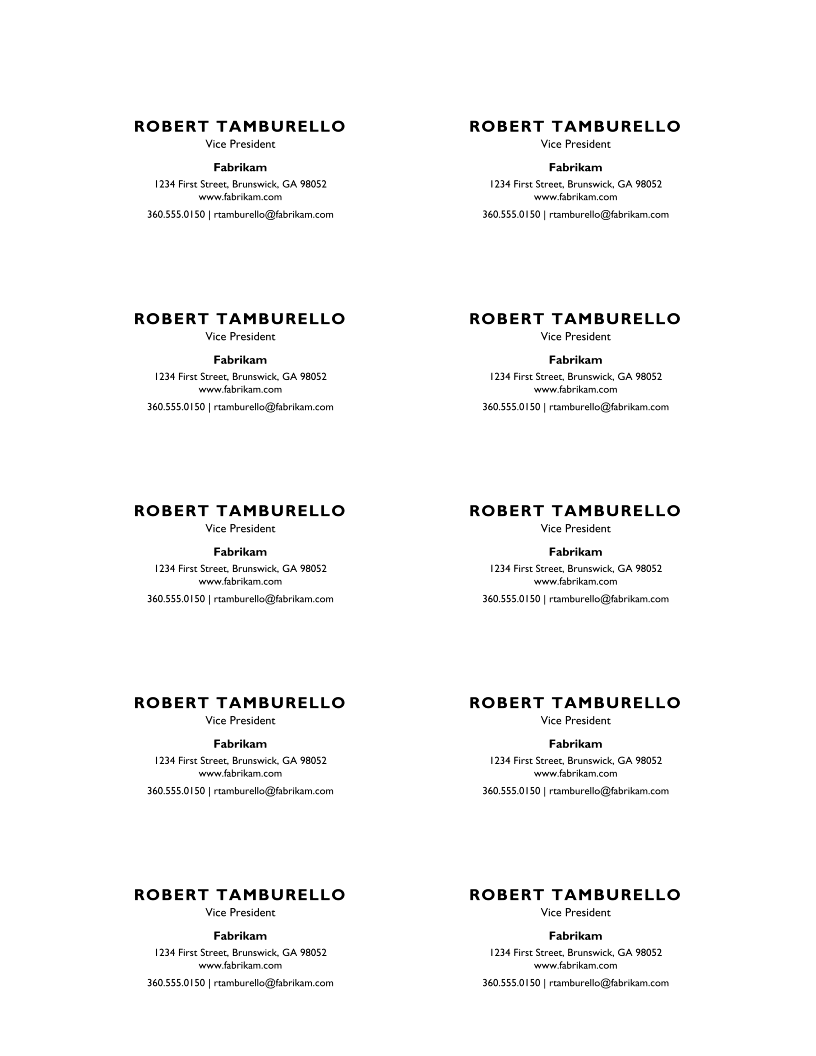 ROBERT TAMBURELLO
Vice President
Fabrikam
1234 First Street, Brunswick, GA 98052
www.fabrikam.com
360.555.0150 | rtamburello@fabrikam.com
ROBERT TAMBURELLO
Vice President
Fabrikam
1234 First Street, Brunswick, GA 98052
www.fabrikam.com
360.555.0150 | rtamburello@fabrikam.com
ROBERT TAMBURELLO
Vice President
Fabrikam
1234 First Street, Brunswick, GA 98052
www.fabrikam.com
360.555.0150 | rtamburello@fabrikam.com
ROBERT TAMBURELLO
Vice President
Fabrikam
1234 First Street, Brunswick, GA 98052
www.fabrikam.com
360.555.0150 | rtamburello@fabrikam.com
ROBERT TAMBURELLO
Vice President
Fabrikam
1234 First Street, Brunswick, GA 98052
www.fabrikam.com
360.555.0150 | rtamburello@fabrikam.com
ROBERT TAMBURELLO
Vice President
Fabrikam
1234 First Street, Brunswick, GA 98052
www.fabrikam.com
360.555.0150 | rtamburello@fabrikam.com
ROBERT TAMBURELLO
Vice President
Fabrikam
1234 First Street, Brunswick, GA 98052
www.fabrikam.com
360.555.0150 | rtamburello@fabrikam.com
ROBERT TAMBURELLO
Vice President
Fabrikam
1234 First Street, Brunswick, GA 98052
www.fabrikam.com
360.555.0150 | rtamburello@fabrikam.com
ROBERT TAMBURELLO
Vice President
Fabrikam
1234 First Street, Brunswick, GA 98052
www.fabrikam.com
360.555.0150 | rtamburello@fabrikam.com
ROBERT TAMBURELLO
Vice President
Fabrikam
1234 First Street, Brunswick, GA 98052
www.fabrikam.com
360.555.0150 | rtamburello@fabrikam.com